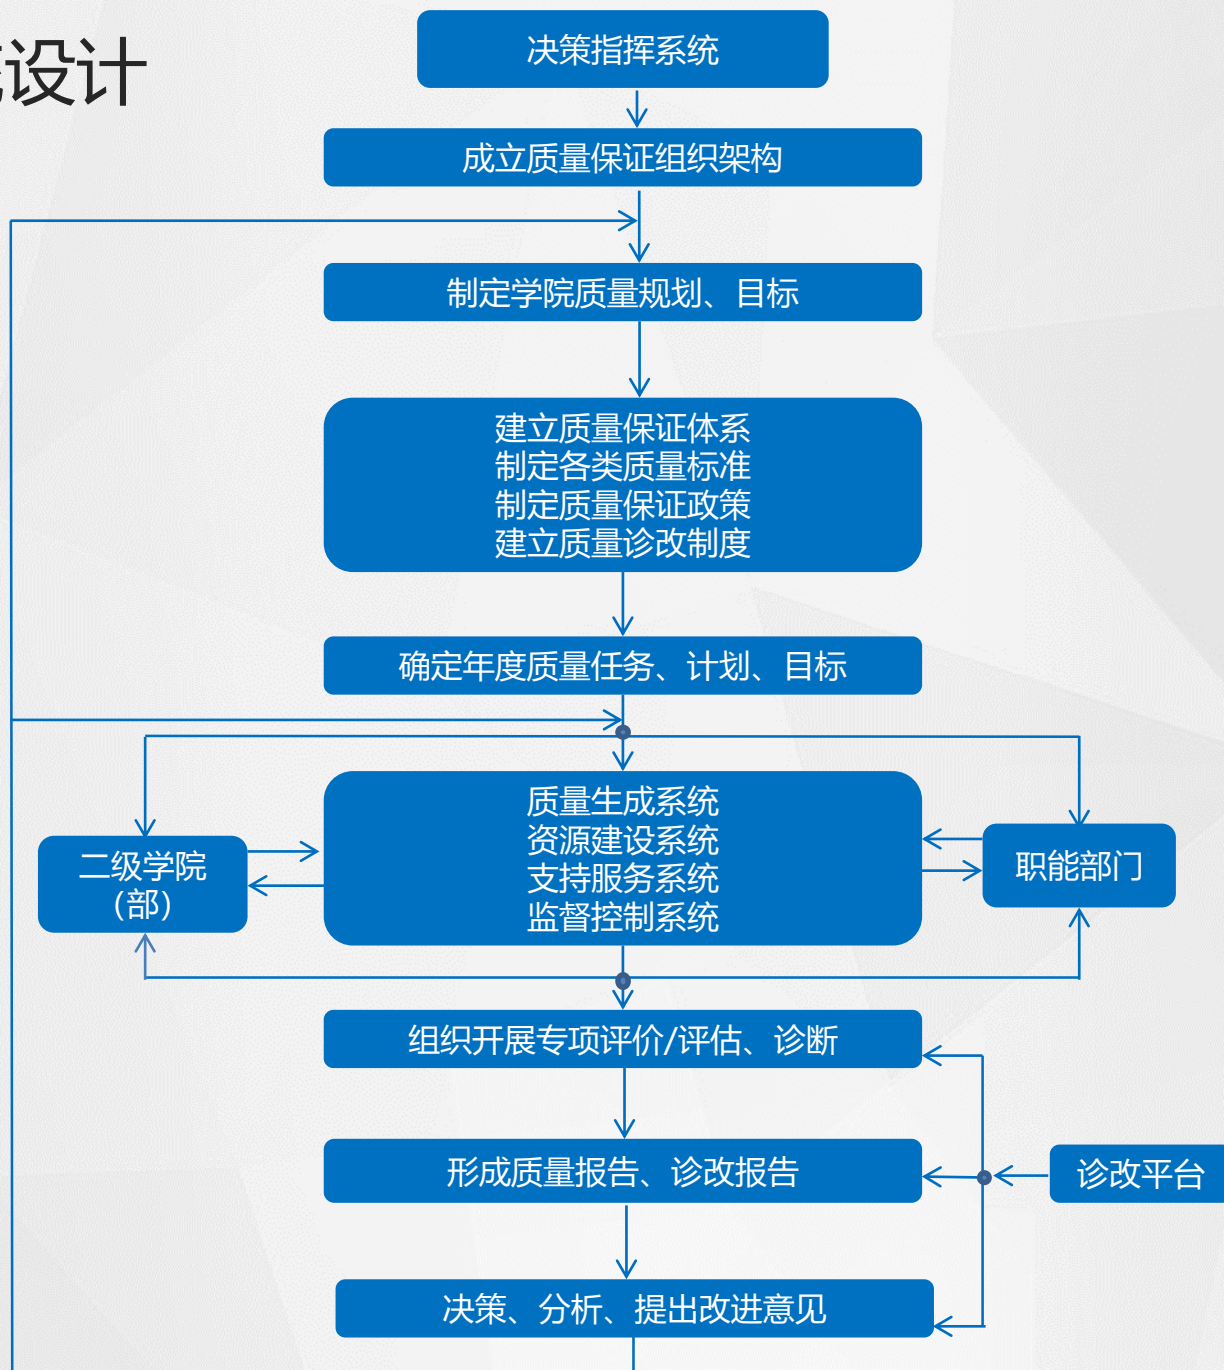 设计
决策指挥系统
成立质量保证组织架构
制定学院质量规划、目标
建立质量保证体系
制定各类质量标准
制定质量保证政策
建立质量诊改制度
确定年度质量任务、计划、目标
质量生成系统
资源建设系统
支持服务系统
监督控制系统
二级学院
（部）
职能部门
组织开展专项评价/评估、诊断
形成质量报告、诊改报告
诊改平台
决策、分析、提出改进意见